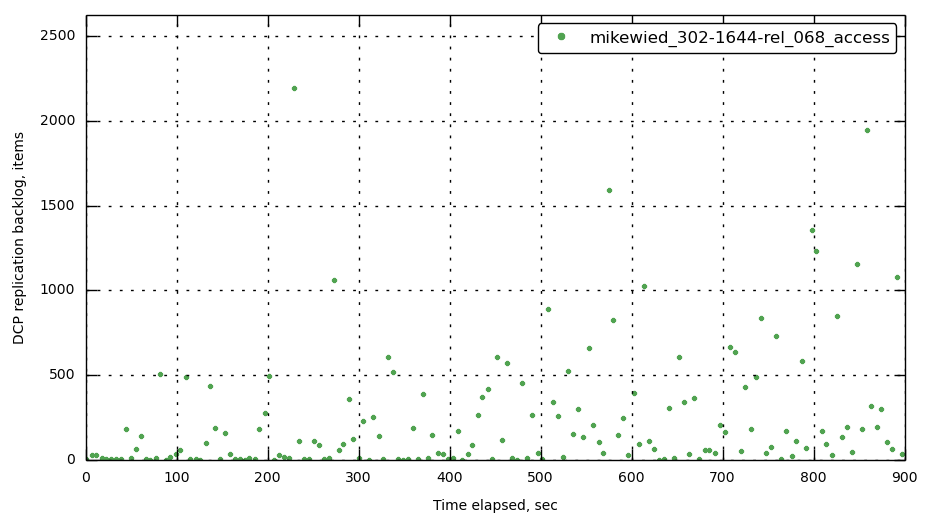 2500
2000
1500
1000
500
0
DCP replication backlog, items
mikewied_302-1644-rel_068_access
0 100 200 300 400 500 600 700 800 900
Time elapsed, sec